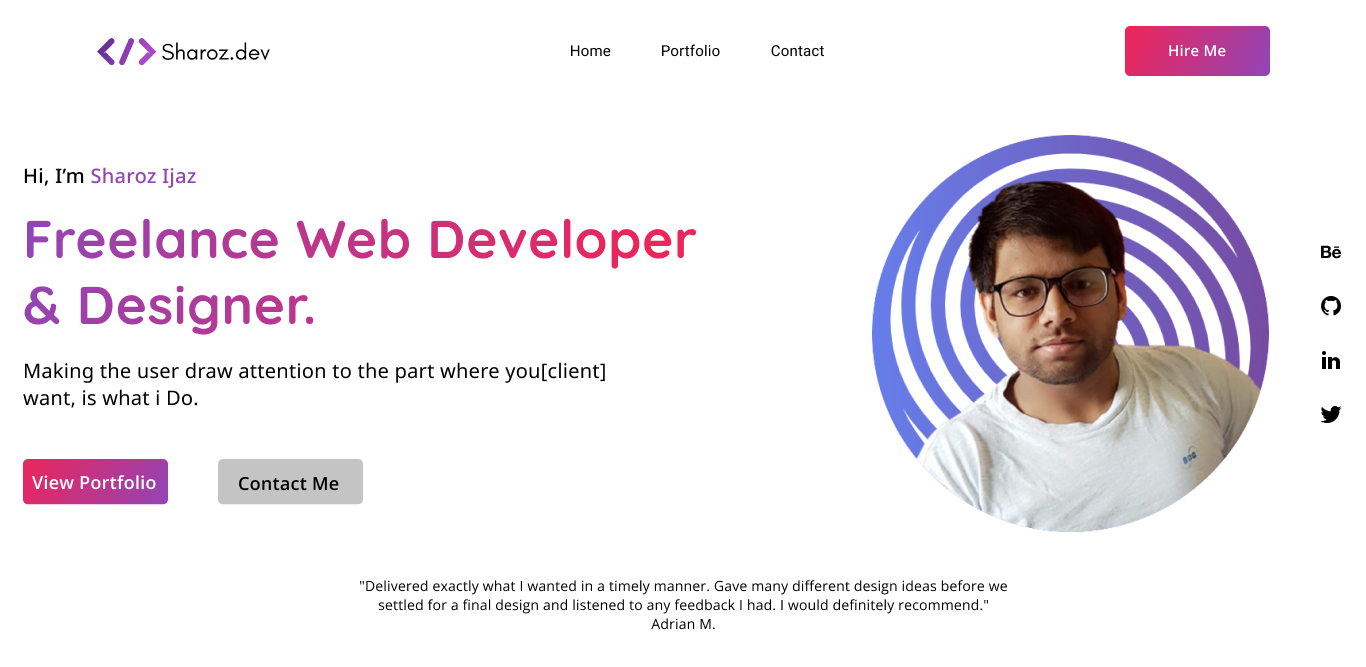 </> Sharoz.dev
Home
Portfolio
Contact
Hire Me
Hi, I’m Sharoz Ijaz
Freelance Web Developer
& Designer.
Making the user draw attention to the part where you[client]
want, is what i Do.
View Portfolio
Contact Me
Bē
in
"Delivered exactly what I wanted in a timely manner. Gave many different design ideas before we
settled for a final design and listened to any feedback I had. I would definitely recommend."
Adrian M.